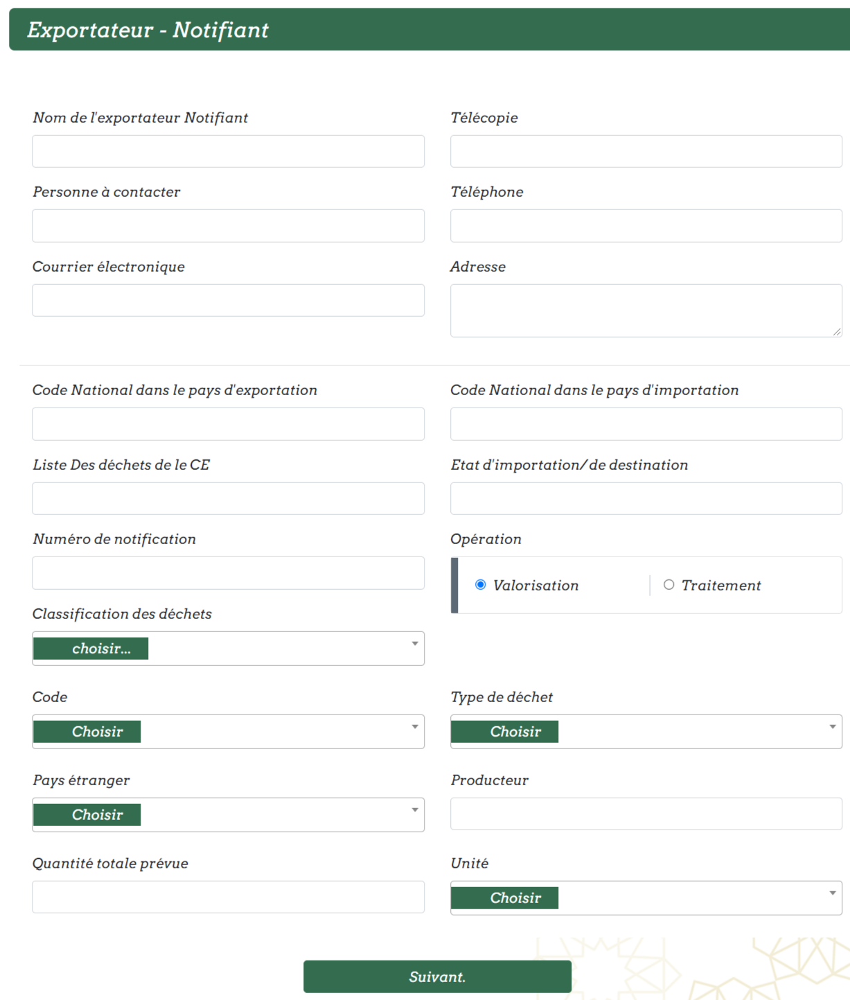 Exportateur - Notifiant
Nom de l'exportateur Notifiant
Télécopie
Personne à contacter
Téléphone
Courrier électronique
Adresse
Code National dans le pays d'exportation
Code National dans le pays d'importation
Liste Des déchets de le CE
Etat d'importation/ de destination
Numéro de notification
Opération
Valorisation
Traitement
Classification des déchets
choisir...
Code
Type de déchet
Choisir
Choisir
Pays étranger
Producteur
Choisir
Quantité totale prévue
Unité
Choisir
Suivant.